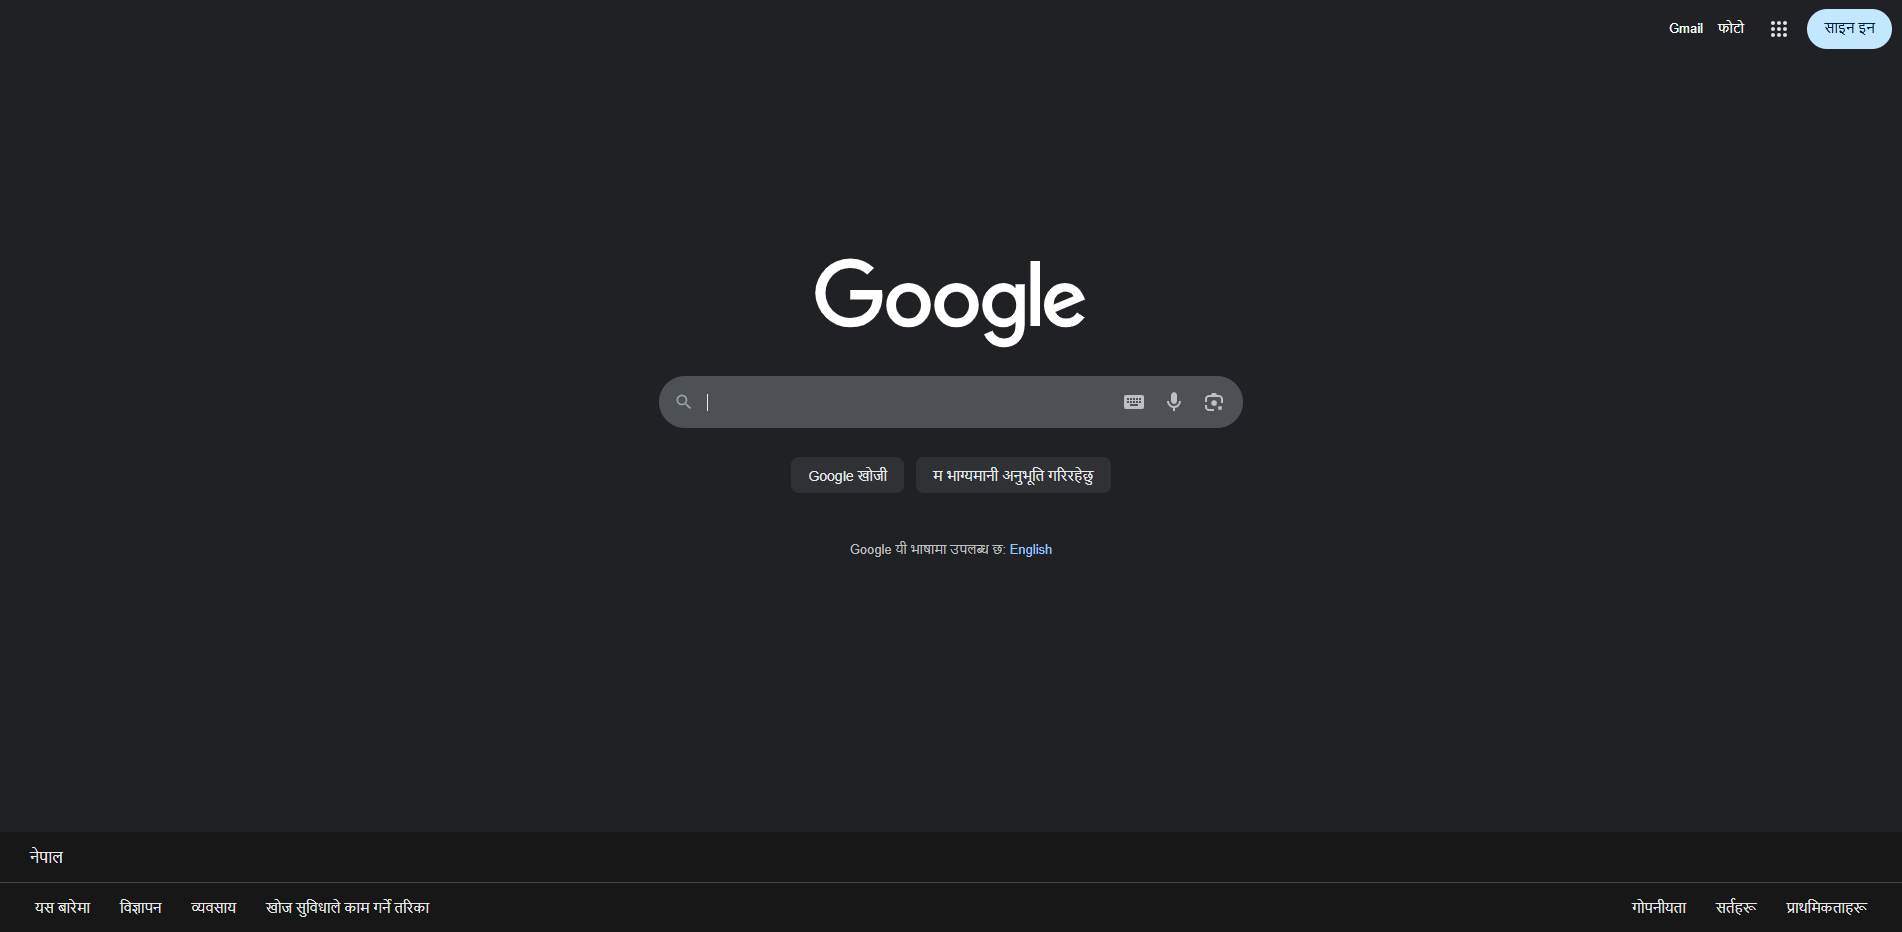 Gmail फोटो साइन इन
Google
Google खोजी म भाग्यमानी अनुभूति गरिरहेछु
Google यी भाषामा उपलब्ध छ: English
नेपाल
यस बारेमा विज्ञापन व्यवसाय खोज सुविधाले काम गर्ने तरिका गोपनीयता सर्तहरू प्राथमिकताहरू